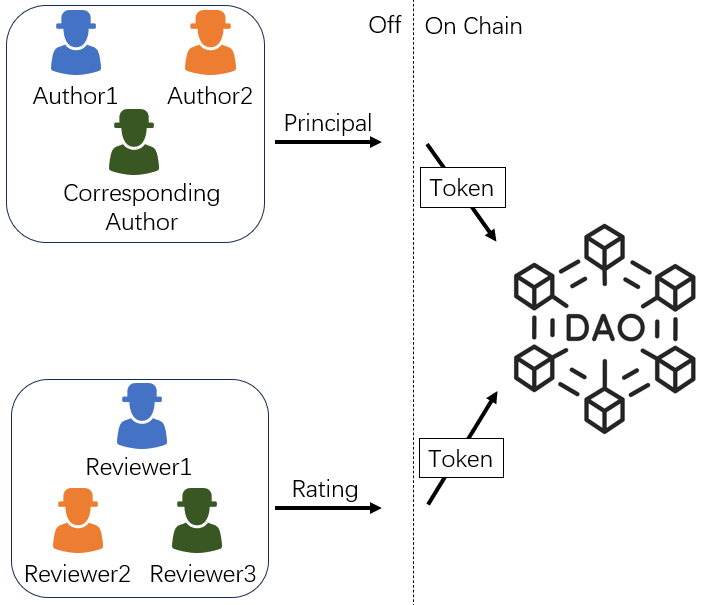 Off
On Chain
Author1
Author2
Principal
Corresponding
Author
Token
DAO
Reviewer1
Token
Rating
Reviewer2
Reviewer3